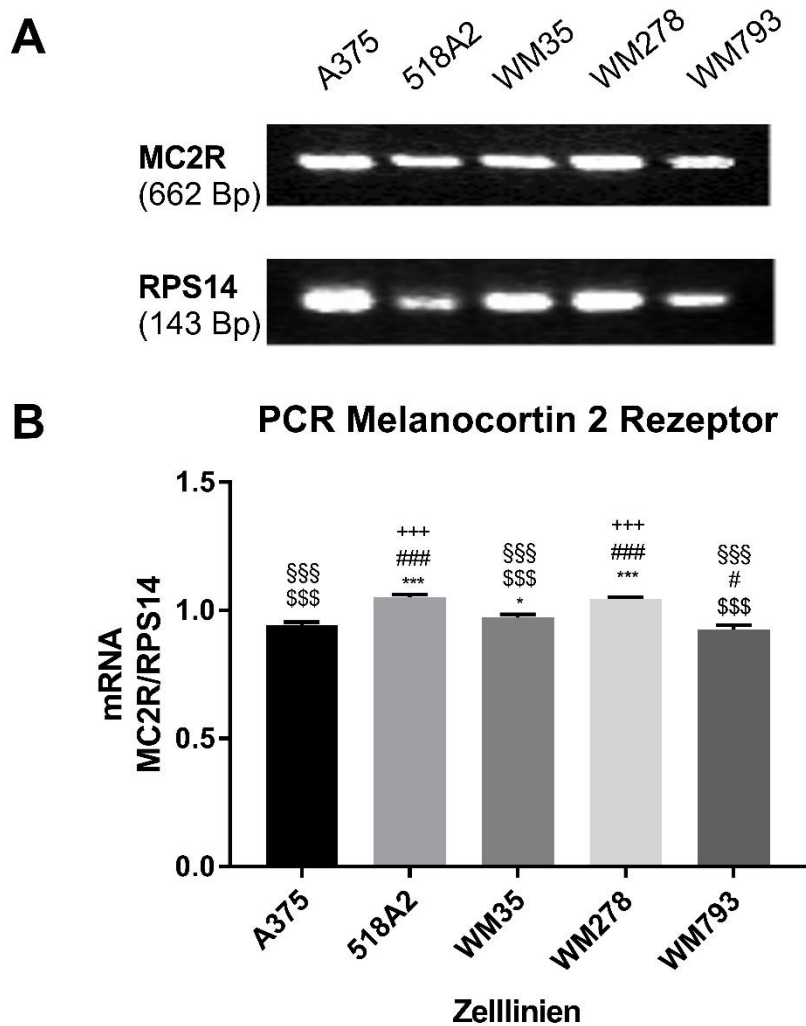 A
A375
518A2
WM35
WM278
WM793
MC2R
(662 Bp)
RPS14
(143 Bp)
B
PCR Melanocortin 2 Rezeptor
mRNA
MC2R/RPS14
1.5
1.0
0.5
0.0
§§§
$$$
+++
###
***
§§§
$$$
*
+++
###
***
§§§
#
$$$
A375
518A2
WM35
WM278
WM793
Zelllinien